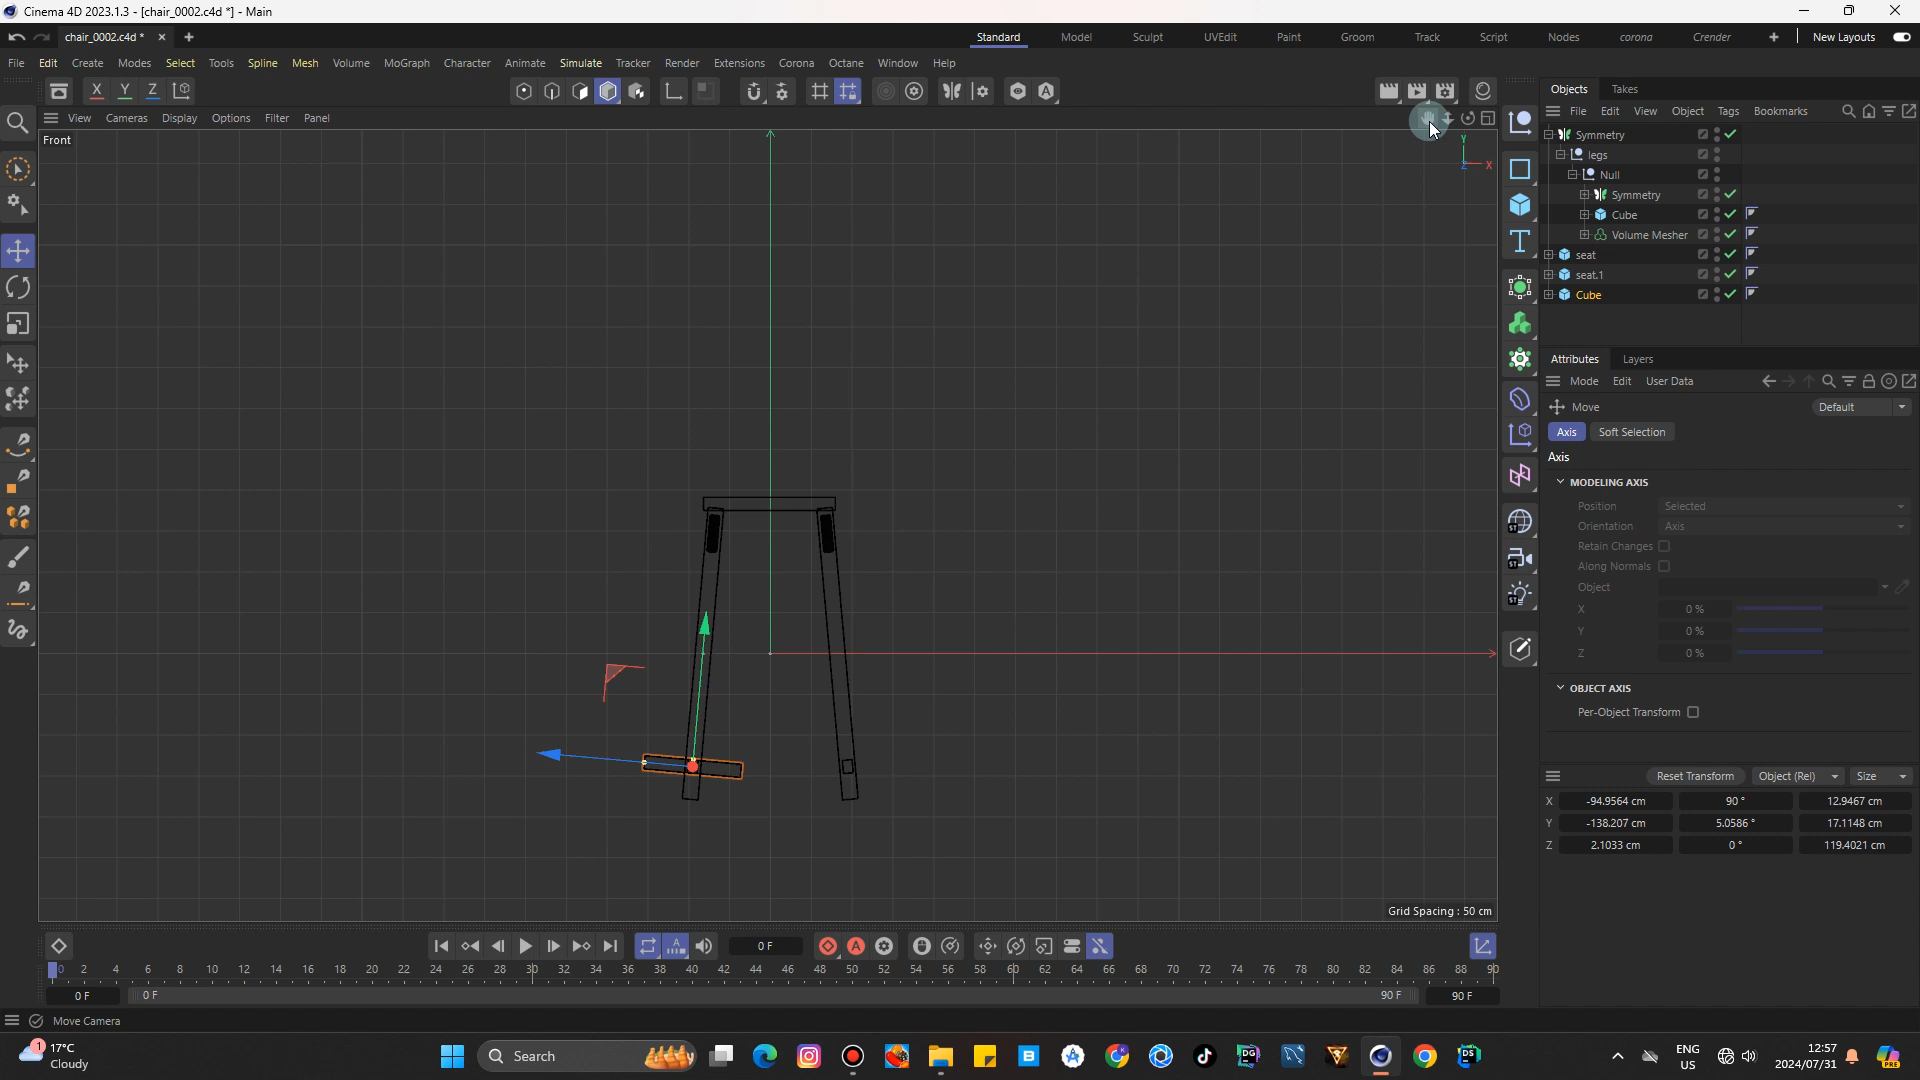 Cinema 4D 2023.1.3 - [chair_0002.c4d *] - Main
chair_0002.c4d * Standard Model Sculpt UVEdit Paint Groom Track Script Nodes corona Crender New Layouts
File Edit Create Modes Select Tools Spline Mesh Volume MoGraph Character Animate Simulate Tracker Render Extensions Corona Octane Window Help
X Y Z
Objects Takes
File Edit View Object Tags Bookmarks
View Cameras Display Options Filter Panel
Front
Y
Z X
Symmetry
legs
Null
Symmetry
Cube
Volume Mesher
seat
seat.1
Cube
Attributes Layers
Mode Edit User Data
Move Default
Axis Soft Selection
Axis
MODELING AXIS
Position Selected
Orientation Axis
Retain Changes
Along Normals
Object
X 0 %
Y 0 %
Z 0 %
OBJECT AXIS
Per-Object Transform
Reset Transform Object (Rel) Size
X -94.9564 cm 90 ° 12.9467 cm
Y -138.207 cm 5.0586 ° 17.1148 cm
Z 2.1033 cm 0 ° 119.4021 cm
Grid Spacing : 50 cm
0 F
0 2 4 6 8 10 12 14 16 18 20 22 24 26 28 30 32 34 36 38 40 42 44 46 48 50 52 54 56 58 60 62 64 66 68 70 72 74 76 78 80 82 84 86 88 90
0 F 0 F 90 F 90 F
Move Camera
1 17°C
Cloudy
Search
ENG
US
12:57
2024/07/31